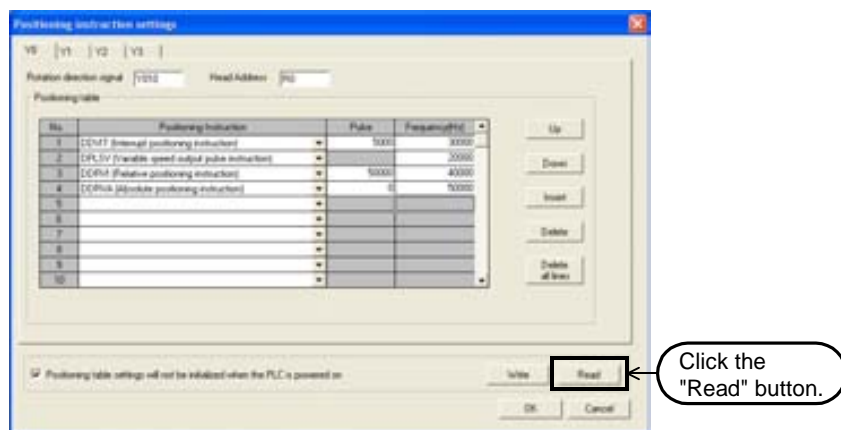 Positioning instruction settings
Y0 Y1 Y2 Y3
Rotation direction signal Y010 Head Address R0
Positioning table
No. Positioning Instruction Pulse Frequency(Hz)
1 DDVIT (Interrupt positioning instruction) 5000 30000
2 DPLSV (Variable speed output pulse instruction) 20000
3 DDRVI (Relative positioning instruction) 50000 40000
4 DDRVA (Absolute positioning instruction) 0 50000
5
6
7
8
9
10
Up
Down
Insert
Delete
Delete
all lines
Positioning table settings will not be initialized when the PLC is powered on
Write Read
Click the
"Read" button.
OK Cancel